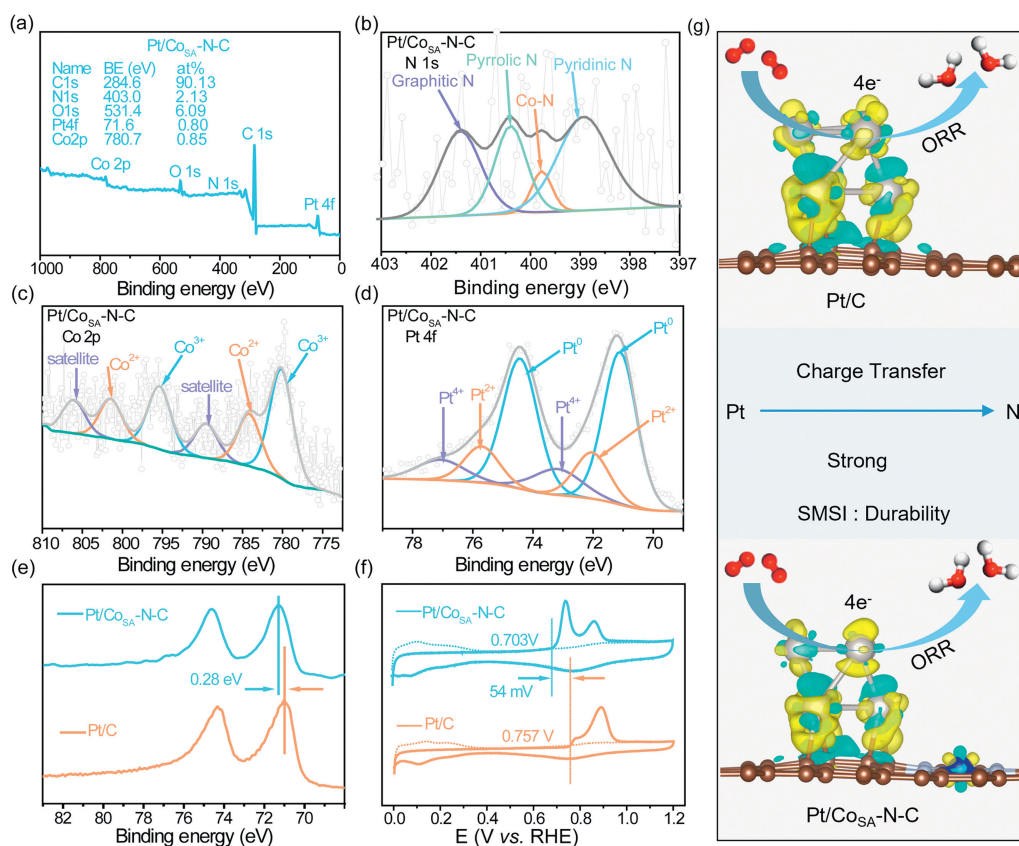 (a)
Pt/CoSA-N-C
Name BE (eV) at%
C1s 284.6 90.13
N1s 403.0 2.13
O1s 531.4 6.09
Pt4f 71.6 0.80
Co2p 780.7 0.85
C 1s
Co 2p
O 1s
N 1s
Pt 4f
1000 800 600 400 200 0
Binding energy (eV)
(b)
Pt/CoSA-N-C
N 1s
Pyrrolic N
Pyridinic N
Graphitic N
Co-N
403 402 401 400 399 398 397
Binding energy (eV)
(c)
Pt/CoSA-N-C
Co 2p
Co3+
Co2+
Co3+
satellite
Co2+
satellite
810 805 800 795 790 785 780 775
Binding energy (eV)
(d)
Pt/CoSA-N-C
Pt 4f
Pt0
Pt0
Pt4+
Pt2+
Pt4+
Pt2+
78 76 74 72 70
Binding energy (eV)
(e)
Pt/CoSA-N-C
0.28 eV
Pt/C
83 81 79 77 75 73 71 70
Binding energy (eV)
(f)
Pt/CoSA-N-C
0.703V
54 mV
Pt/C
0.757 V
0.0 0.2 0.4 0.6 0.8 1.0 1.2
E (V vs. RHE)
(g)
4e-
ORR
Pt/C
Charge Transfer
Pt
N
Strong
SMSI : Durability
4e-
ORR
Pt/CoSA-N-C